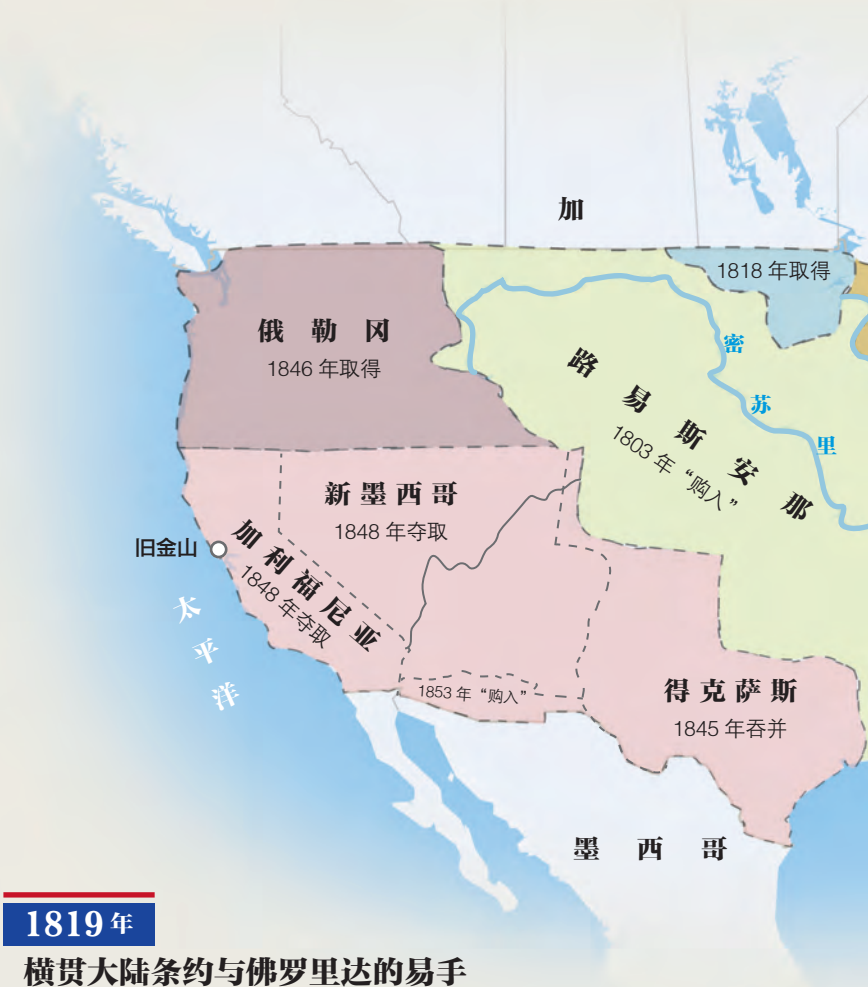 加
1818 年取得
俄勒冈
1846 年取得
密苏里
路易斯安那
1803 年“购入”
新墨西哥
1848 年夺取
旧金山
加利福尼亚
1848 年夺取
太平洋
1853 年“购入”
得克萨斯
1845 年吞并
墨西哥
1819 年
横贯大陆条约与佛罗里达的易手